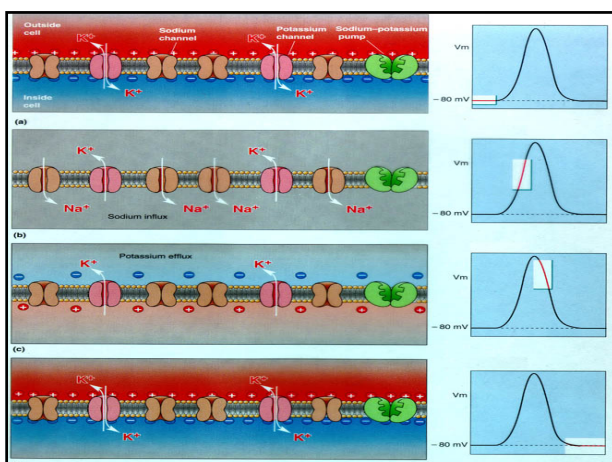 Outside
cell
K+
Sodium
channel
Potassium
channel
Sodium–potassium
pump
K+
K+
K+
Inside
cell
(a)
Vm
−80 mV
K+
K+
Na+
Na+
Na+
Na+
Sodium influx
(b)
Vm
−80 mV
Potassium efflux
K+
K+
(c)
Vm
−80 mV
K+
K+
K+
K+
Vm
−80 mV